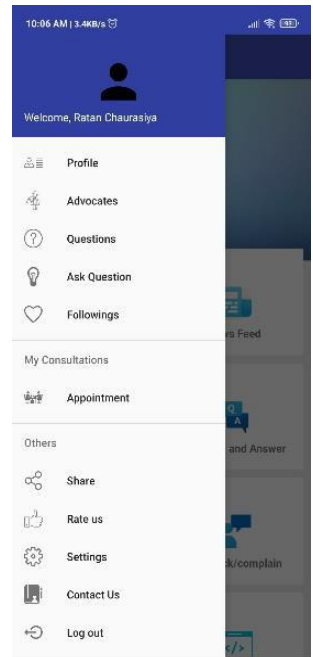 10:06 AM | 3.4KB/s
Welcome, Ratan Chaurasiya
Profile
Advocates
Questions
Ask Question
Followings
s Feed
My Consultations
Appointment
and Answer
Others
Share
Rate us
Settings
k/complain
Contact Us
Log out